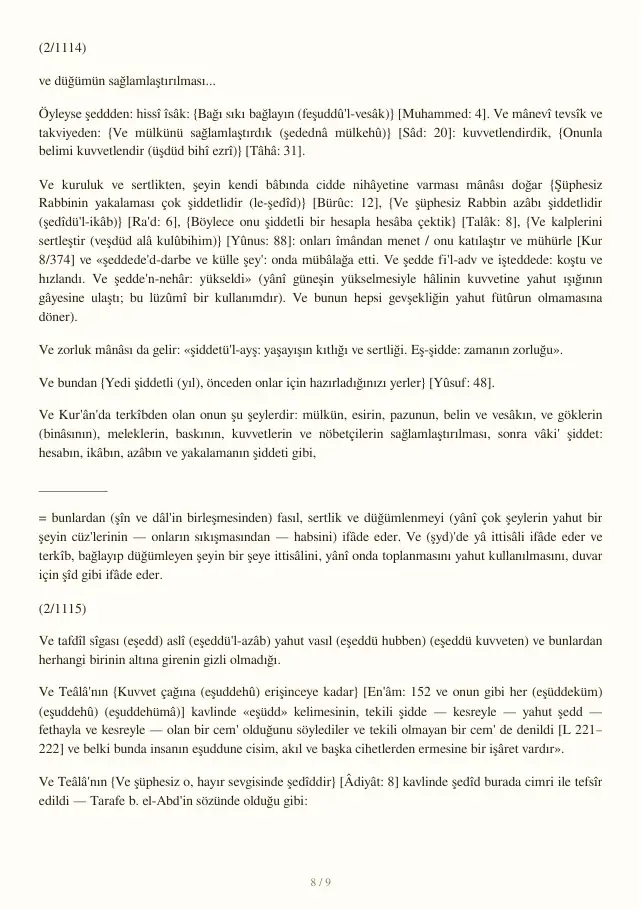 (2/1114)
ve düğümün sağlamlaştırılması...
Öyleyse şeddden: hissî îsâk: {Bağı sıkı bağlayın (feşuddû'l-vesâk)} [Muhammed: 4]. Ve mânevî tevsîk ve
takviyeden: {Ve mülkünü sağlamlaştırdık (şedednâ mülkehû)} [Sâd: 20]: kuvvetlendirdik, {Onunla
belimi kuvvetlendir (üşdüd bihî ezrî)} [Tâhâ: 31].
Ve kuruluk ve sertlikten, şeyin kendi bâbında cidde nihâyetine varması mânâsı doğar {Şüphesiz
Rabbinin yakalaması çok şiddetlidir (le-şedîd)} [Bürûc: 12], {Ve şüphesiz Rabbin azâbı şiddetlidir
(şedîdü'l-ikâb)} [Ra'd: 6], {Böylece onu şiddetli bir hesapla hesâba çektik} [Talâk: 8], {Ve kalplerini
sertleştir (veşdüd alâ kulûbihim)} [Yûnus: 88]: onları îmândan menet / onu katılaştır ve mühürle [Kur
8/374] ve «şeddede'd-darbe ve külle şey': onda mübâlağa etti. Ve şedde fi'l-adv ve işteddede: koştu ve
hızlandı. Ve şedde'n-nehâr: yükseldi» (yânî güneşin yükselmesiyle hâlinin kuvvetine yahut ışığının
gâyesine ulaştı; bu lüzûmî bir kullanımdır). Ve bunun hepsi gevşekliğin yahut fütûrun olmamasına
döner).
Ve zorluk mânâsı da gelir: «şiddetü'l-ayş: yaşayışın kıtlığı ve sertliği. Eş-şidde: zamanın zorluğu».
Ve bundan {Yedi şiddetli (yıl), önceden onlar için hazırladığınızı yerler} [Yûsuf: 48].
Ve Kur'ân'da terkîbden olan onun şu şeylerdir: mülkün, esirin, pazunun, belin ve vesâkın, ve göklerin
(binâsının), meleklerin, baskının, kuvvetlerin ve nöbetçilerin sağlamlaştırılması, sonra vâki' şiddet:
hesabın, ikâbın, azâbın ve yakalamanın şiddeti gibi,
= bunlardan (şîn ve dâl'in birleşmesinden) fasıl, sertlik ve düğümlenmeyi (yânî çok şeylerin yahut bir
şeyin cüz'lerinin — onların sıkışmasından — habsini) ifâde eder. Ve (şyd)'de yâ ittisâli ifâde eder ve
terkîb, bağlayıp düğümleyen şeyin bir şeye ittisâlini, yânî onda toplanmasını yahut kullanılmasını, duvar
için şîd gibi ifâde eder.
(2/1115)
Ve tafdîl sîgası (eşedd) aslî (eşeddü'l-azâb) yahut vasıl (eşeddü hubben) (eşeddü kuvveten) ve bunlardan
herhangi birinin altına girenin gizli olmadığı.
Ve Teâlâ'nın {Kuvvet çağına (eşuddehû) erişinceye kadar} [En'âm: 152 ve onun gibi her (eşüddeküm)
(eşuddehû) (eşuddehümâ)] kavlinde «eşüdd» kelimesinin, tekili şidde — kesreyle — yahut şedd —
fethayla ve kesreyle — olan bir cem' olduğunu söylediler ve tekili olmayan bir cem' de denildi [L 221–
222] ve belki bunda insanın eşuddune cisim, akıl ve başka cihetlerden ermesine bir işâret vardır».
Ve Teâlâ'nın {Ve şüphesiz o, hayır sevgisinde şedîddir} [Âdiyât: 8] kavlinde şedîd burada cimri ile tefsîr
edildi — Tarafe b. el-Abd'in sözünde olduğu gibi:
8 / 9